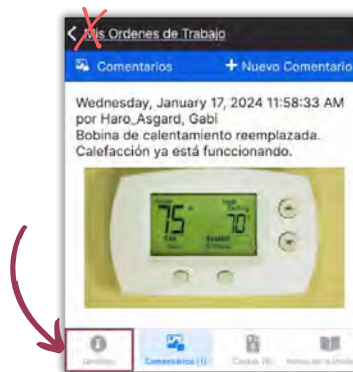 Mis Ordenes de Trabajo
Comentarios + Nuevo Comentario
Wednesday, January 17, 2024 11:58:33 AM
por Haro_Asgard, Gabi
Bobina de calentamiento reemplazada.
Calefacción ya está funccionando.
75° 70°
Comentarios (1)